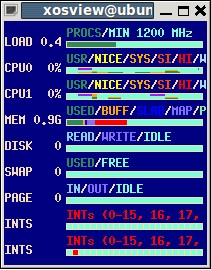 xosview@ubun
PROCS/MIN 1200 MHz
LOAD 0.4
USR/NICE/SYS/SI/HI/W
CPU0 0%
USR/NICE/SYS/SI/HI/W
CPU1 0%
USED/BUFF/SLAB/MAP/P
MEM 0.9G
READ/WRITE/IDLE
DISK 0
USED/FREE
SWAP 0
IN/OUT/IDLE
PAGE 0
INTs (0-15, 16, 17,
INTS
INTs (0-15, 16, 17,
INTS